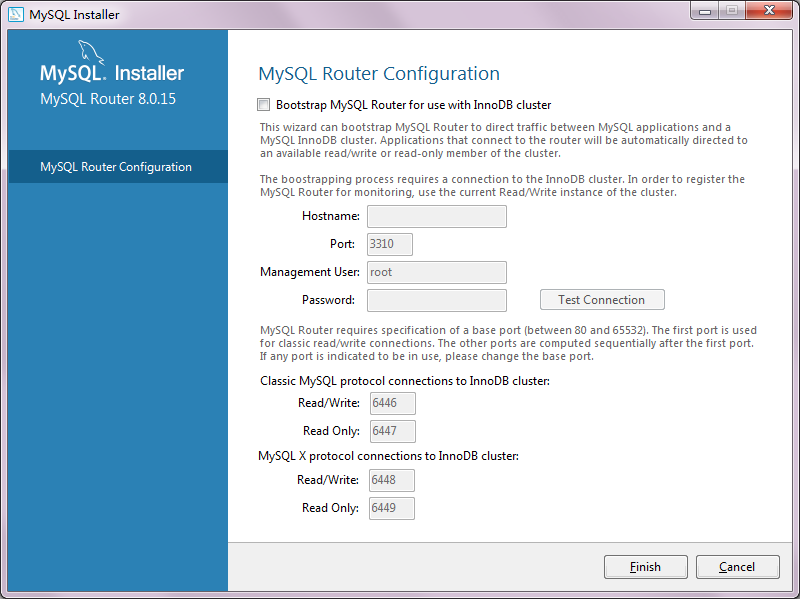 MySQL Installer
MySQL. Installer
MySQL Router 8.0.15
MySQL Router Configuration
MySQL Router Configuration
Bootstrap MySQL Router for use with InnoDB cluster
This wizard can bootstrap MySQL Router to direct traffic between MySQL applications and a
MySQL InnoDB cluster. Applications that connect to the router will be automatically directed to
an available read/write or read-only member of the cluster.
The boostrapping process requires a connection to the InnoDB cluster. In order to register the
MySQL Router for monitoring, use the current Read/Write instance of the cluster.
Hostname:
Port: 3310
Management User: root
Password: Test Connection
MySQL Router requires specification of a base port (between 80 and 65532). The first port is used
for classic read/write connections. The other ports are computed sequentially after the first port.
If any port is indicated to be in use, please change the base port.
Classic MySQL protocol connections to InnoDB cluster:
Read/Write: 6446
Read Only: 6447
MySQL X protocol connections to InnoDB cluster:
Read/Write: 6448
Read Only: 6449
Finish Cancel